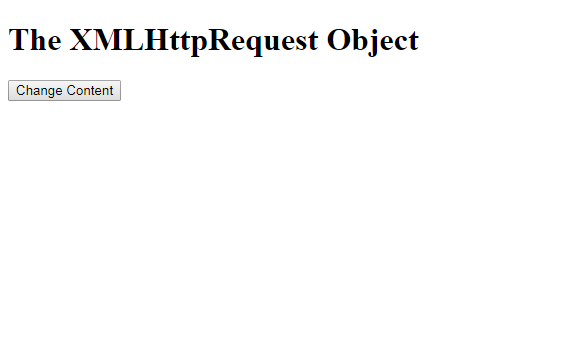 The XMLHttpRequest Object
Change Content